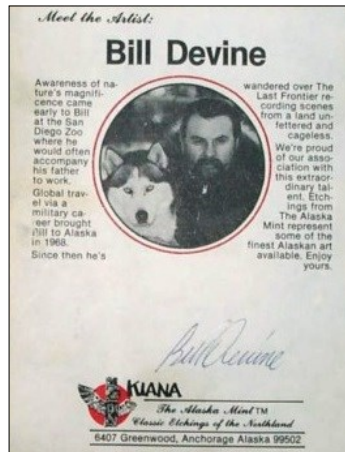 Meet the Artist:
Bill Devine
Awareness of na-
ture's magnifi-
cence came
early to Bill
at the San
Diego Zoo
where he
would often
accompany
his father
to work.
Global trav-
el via a
military ca-
reer brought
Bill to Alaska
in 1968.
Since then he's
wandered over The
Last Frontier re-
cording scenes
from a land un-
fettered and
cageless.
We're proud
of our asso-
ciation with
this extraor-
dinary tal-
ent. Etch-
ings from
The Alaska
Mint represent
some of the
finest Alaskan art
available. Enjoy
yours.
Bill Devine
KIANA
The Alaska Mint TM
Classic Etchings of the Northland
6407 Greenwood, Anchorage Alaska 99502